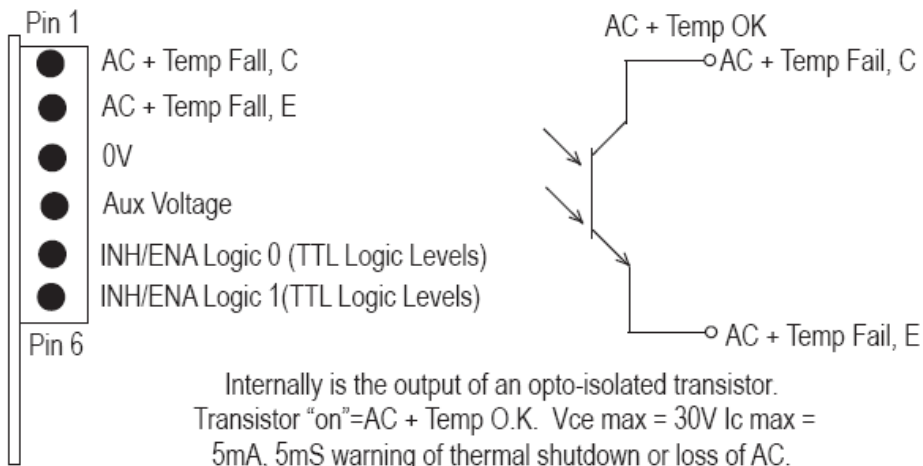 Pin 1
AC + Temp Fall, C
AC + Temp Fall, E
0V
Aux Voltage
INH/ENA Logic 0 (TTL Logic Levels)
INH/ENA Logic 1(TTL Logic Levels)
Pin 6
AC + Temp OK
AC + Temp Fail, C
AC + Temp Fail, E
Internally is the output of an opto-isolated transistor.
Transistor “on”=AC + Temp O.K. Vce max = 30V Ic max =
5mA. 5mS warning of thermal shutdown or loss of AC.